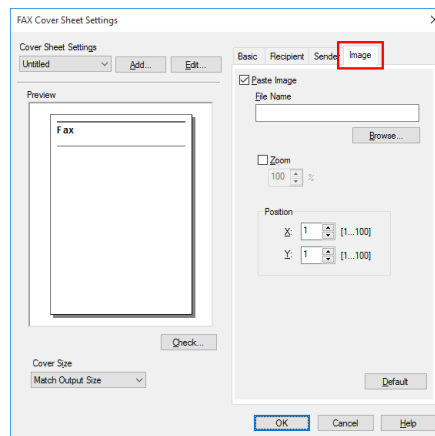 FAX Cover Sheet Settings
Cover Sheet Settings
Untitled
Add...
Edit...
Preview
Fax
Check...
Cover Size
Match Output Size
Basic
Recipient
Sender
Image
Paste Image
File Name
Browse...
Zoom
100
%
Position
X: 1 [1...100]
Y: 1 [1...100]
Default
OK
Cancel
Help